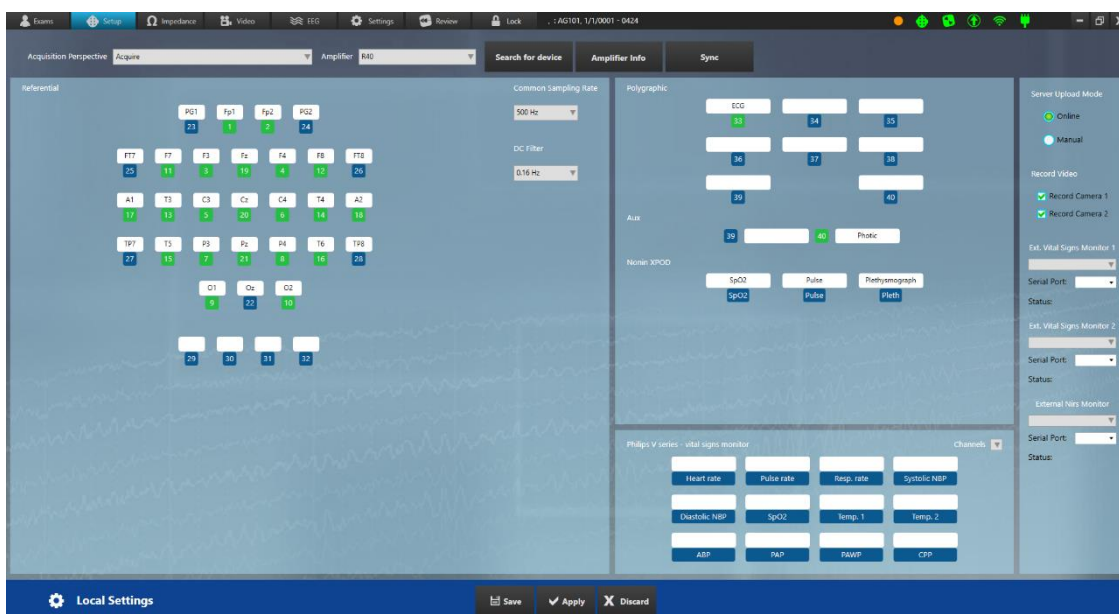 Exams Setup Impedance Video EEG Settings Review Lock , : AG101, 1/1/0001 - 0424
Acquisition Perspective Acquire Amplifier R40 Search for device Amplifier Info Sync
Referential Common Sampling Rate
500 Hz
DC Filter
0.16 Hz
PG1 Fp1 Fp2 PG2
23 1 2 24
FT7 F7 F3 Fz F4 F8 FT8
25 11 3 19 4 12 26
A1 T3 C3 Cz C4 T4 A2
17 13 5 20 6 14 18
TP7 T5 P3 Pz P4 T6 TP8
27 15 7 21 8 16 28
O1 Oz O2
9 22 10
29 30 31 32
Polygraphic
ECG
33 34 35
36 37 38
39 40
Aux
39 40 Photic
Nonin XPOD
SpO2 Pulse Plethysmograph
SpO2 Pulse Pleth
Philips V series - vital signs monitor Channels
Heart rate Pulse rate Resp. rate Systolic NBP
Diastolic NBP SpO2 Temp. 1 Temp. 2
ABP PAP PAWP CPP
Server Upload Mode
Online
Manual
Record Video
Record Camera 1
Record Camera 2
Ext. Vital Signs Monitor 1
Serial Port:
Status:
Ext. Vital Signs Monitor 2
Serial Port:
Status:
External Nirs Monitor
Serial Port:
Status:
Local Settings Save Apply X Discard